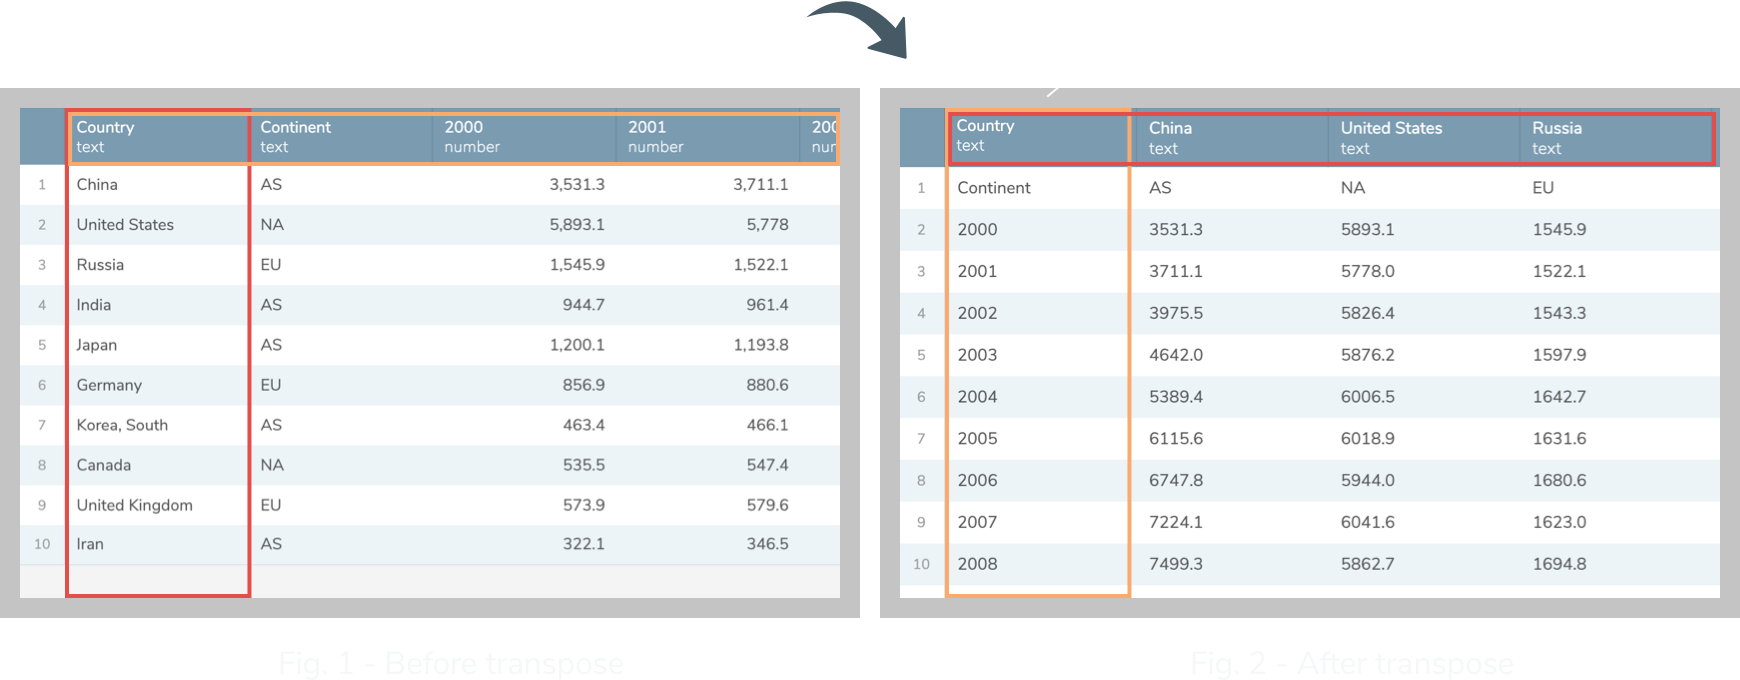 Country Continent 2000 2001 200
text text number number num
1 China AS 3,531.3 3,711.1
2 United States NA 5,893.1 5,778
3 Russia EU 1,545.9 1,522.1
4 India AS 944.7 961.4
5 Japan AS 1,200.1 1,193.8
6 Germany EU 856.9 880.6
7 Korea, South AS 463.4 466.1
8 Canada NA 535.5 547.4
9 United Kingdom EU 573.9 579.6
10 Iran AS 322.1 346.5
Fig. 1 - Before transpose
Country China United States Russia
text text text text
1 Continent AS NA EU
2 2000 3531.3 5893.1 1545.9
3 2001 3711.1 5778.0 1522.1
4 2002 3975.5 5826.4 1543.3
5 2003 4642.0 5876.2 1597.9
6 2004 5389.4 6006.5 1642.7
7 2005 6115.6 6018.9 1631.6
8 2006 6747.8 5944.0 1680.6
9 2007 7224.1 6041.6 1623.0
10 2008 7499.3 5862.7 1694.8
Fig. 2 - After transpose